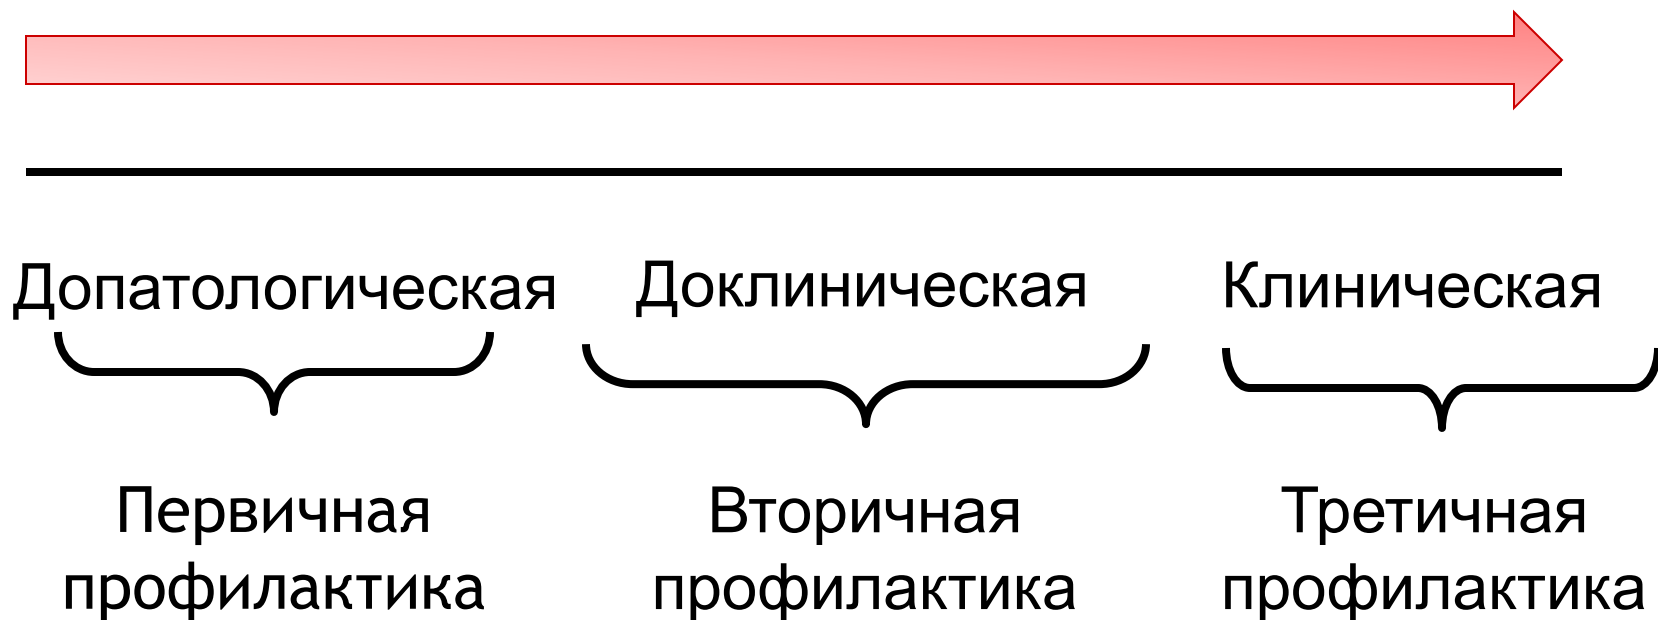 Допатологическая Доклиническая Клиническая
Первичная Вторичная Третичная
профилактика профилактика профилактика